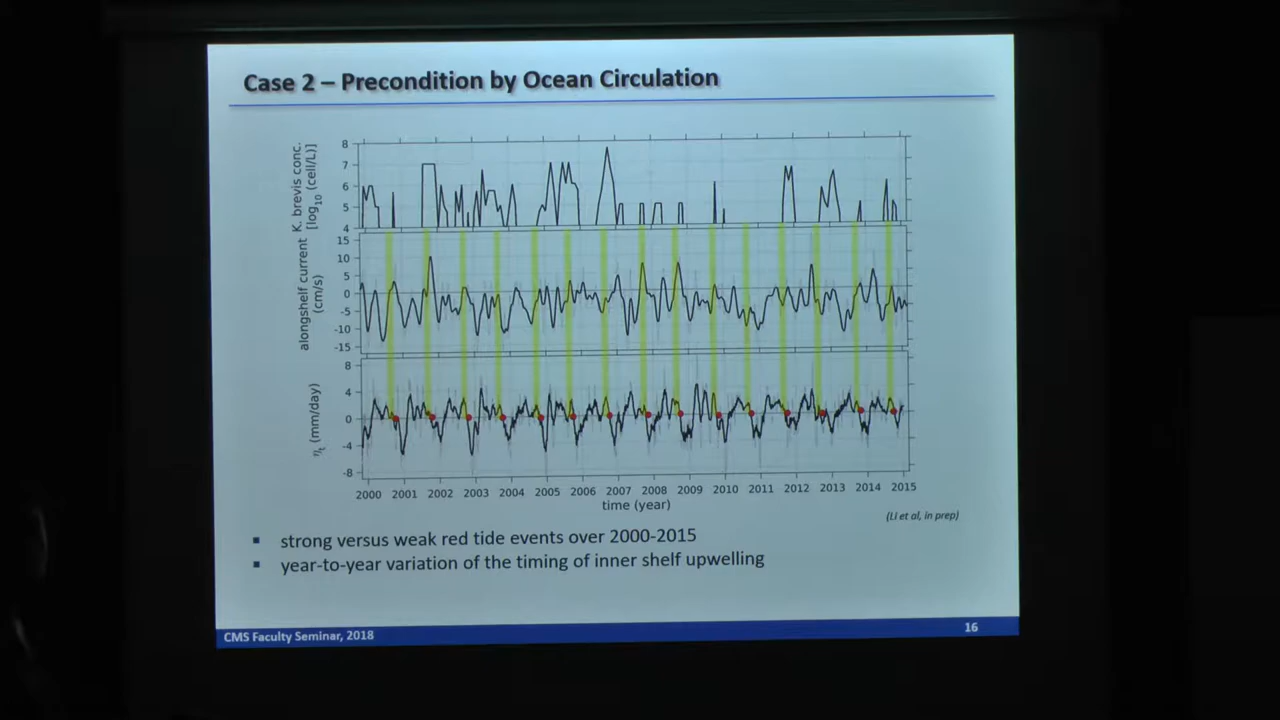 Case 2 – Precondition by Ocean Circulation
K. brevis conc.
[log10 (cell/L)]
8
7
6
5
4
alongshelf current
(cm/s)
15
10
5
0
-5
-10
-15
ηt (mm/day)
8
4
0
-4
-8
2000 2001 2002 2003 2004 2005 2006 2007 2008 2009 2010 2011 2012 2013 2014 2015
time (year)
(Li et al, in prep)
▪ strong versus weak red tide events over 2000-2015
▪ year-to-year variation of the timing of inner shelf upwelling
CMS Faculty Seminar, 2018
16